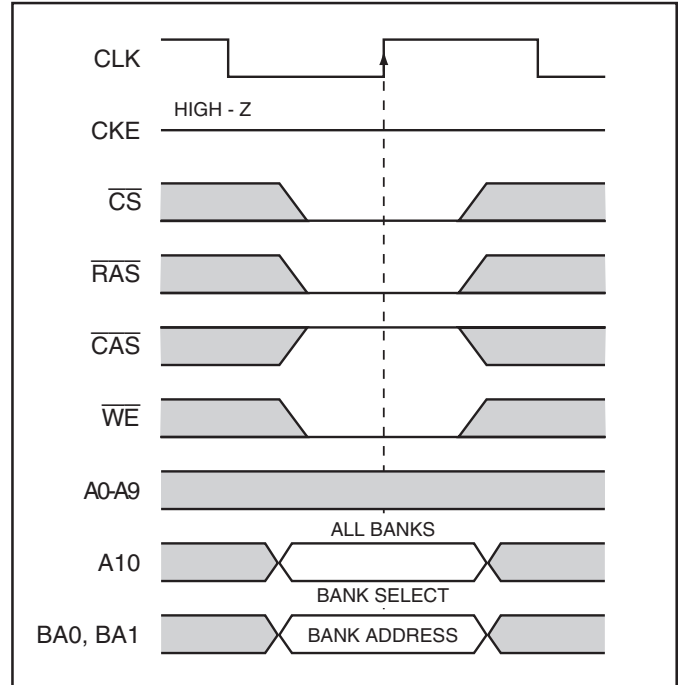 CLK
HIGH - Z
CKE
CS
RAS
CAS
WE
A0-A9
ALL BANKS
A10
BANK SELECT
BA0, BA1 BANK ADDRESS